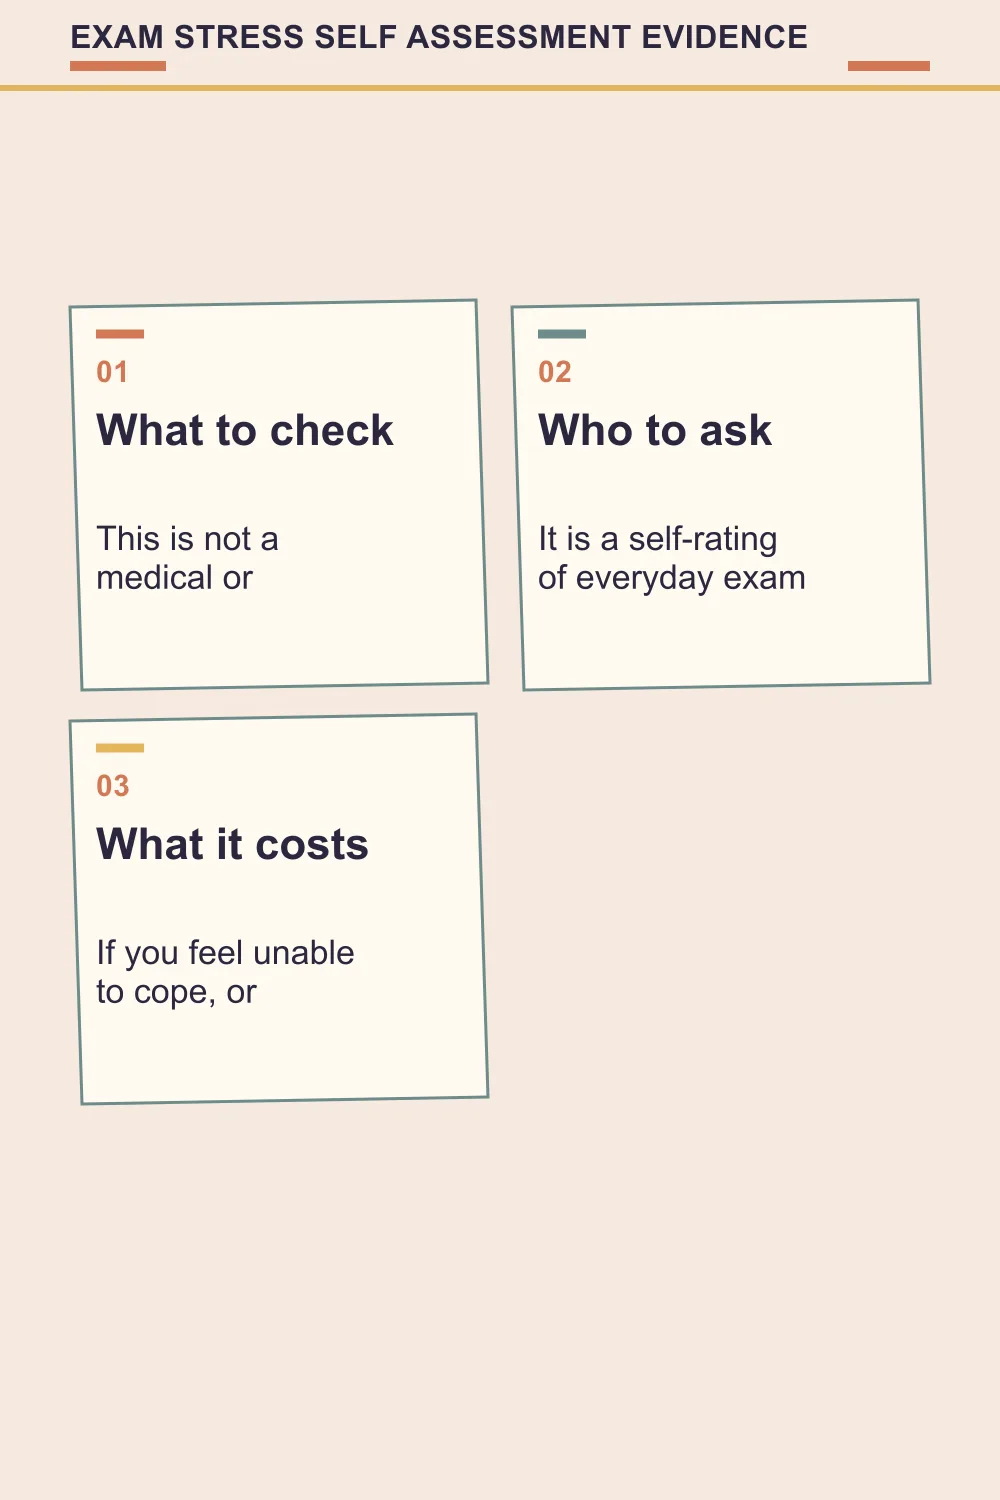 EXAM STRESS SELF ASSESSMENT EVIDENCE
01
What to check
This is not a
medical or
02
Who to ask
It is a self-rating
of everyday exam
03
What it costs
If you feel unable
to cope, or